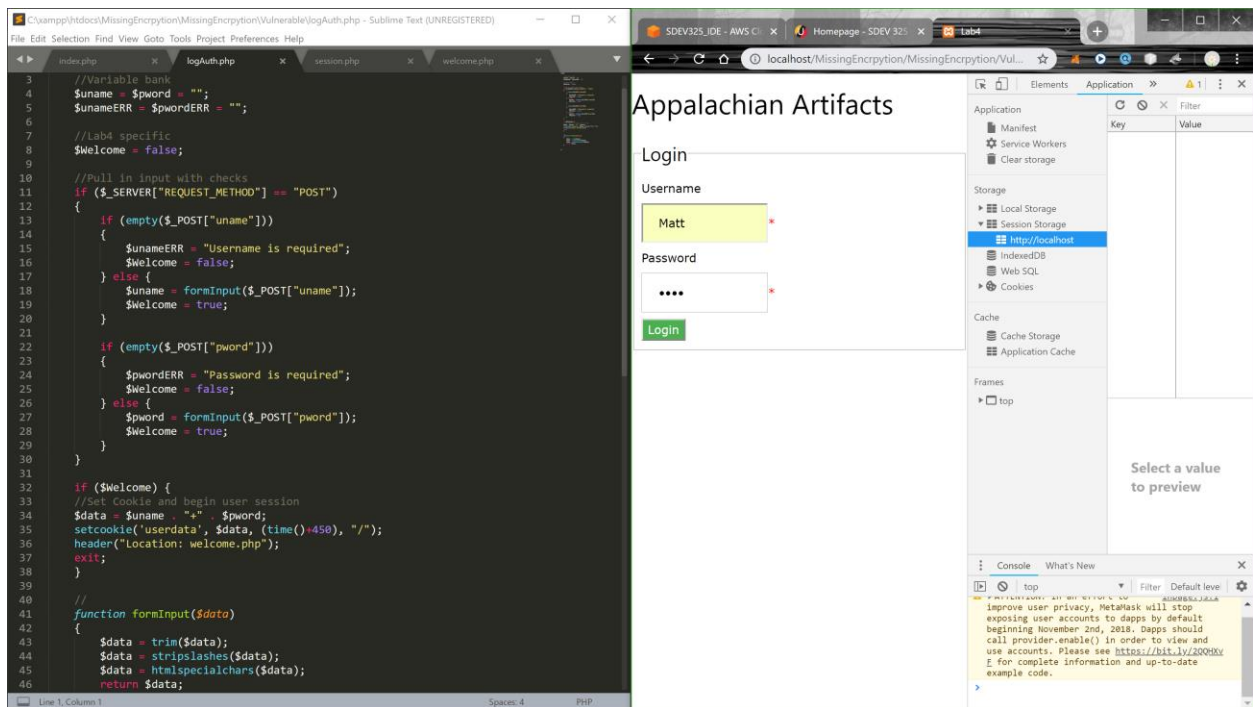 C:\xampp\htdocs\MissingEncrpytion\MissingEncrpytion\Vulnerable\logAuth.php - Sublime Text (UNREGISTERED)
File Edit Selection Find View Goto Tools Project Preferences Help
index.php logAuth.php session.php welcome.php
3 //Variable bank
4 $uname = $pword = "";
5 $unameERR = $pwordERR = "";
6
7 //Lab4 specific
8 $Welcome = false;
9
10 //Pull in input with checks
11 if ($_SERVER["REQUEST_METHOD"] == "POST")
12 {
13 if (empty($_POST["uname"]))
14 {
15 $unameERR = "Username is required";
16 $Welcome = false;
17 } else {
18 $uname = formInput($_POST["uname"]);
19 $Welcome = true;
20 }
21
22 if (empty($_POST["pword"]))
23 {
24 $pwordERR = "Password is required";
25 $Welcome = false;
26 } else {
27 $pword = formInput($_POST["pword"]);
28 $Welcome = true;
29 }
30 }
31
32 if ($Welcome) {
33 //Set Cookie and begin user session
34 $data = $uname . "+" . $pword;
35 setcookie('userdata', $data, (time()+450), "/");
36 header("Location: welcome.php");
37 exit;
38 }
39
40 //
41 function formInput($data)
42 {
43 $data = trim($data);
44 $data = stripslashes($data);
45 $data = htmlspecialchars($data);
46 return $data;
Line 1, Column 1 Spaces: 4 PHP
SDEV325_IDE - AWS Cl Homepage - SDEV 325 Lab4
localhost/MissingEncrpytion/MissingEncrpytion/Vul...
Appalachian Artifacts
Login
Username
Matt *
Password
•••• *
Login
Elements Application » 1
Application
Manifest
Service Workers
Clear storage
Storage
Local Storage
Session Storage
http://localhost
IndexedDB
Web SQL
Cookies
Cache
Cache Storage
Application Cache
Frames
top
Filter
Key Value
Select a value
to preview
Console What's New
top Filter Default leve
improve user privacy, MetaMask will stop
exposing user accounts to dapps by default
beginning November 2nd, 2018. Dapps should
call provider.enable() in order to view and
use accounts. Please see
for complete information and up-to-date
example code.